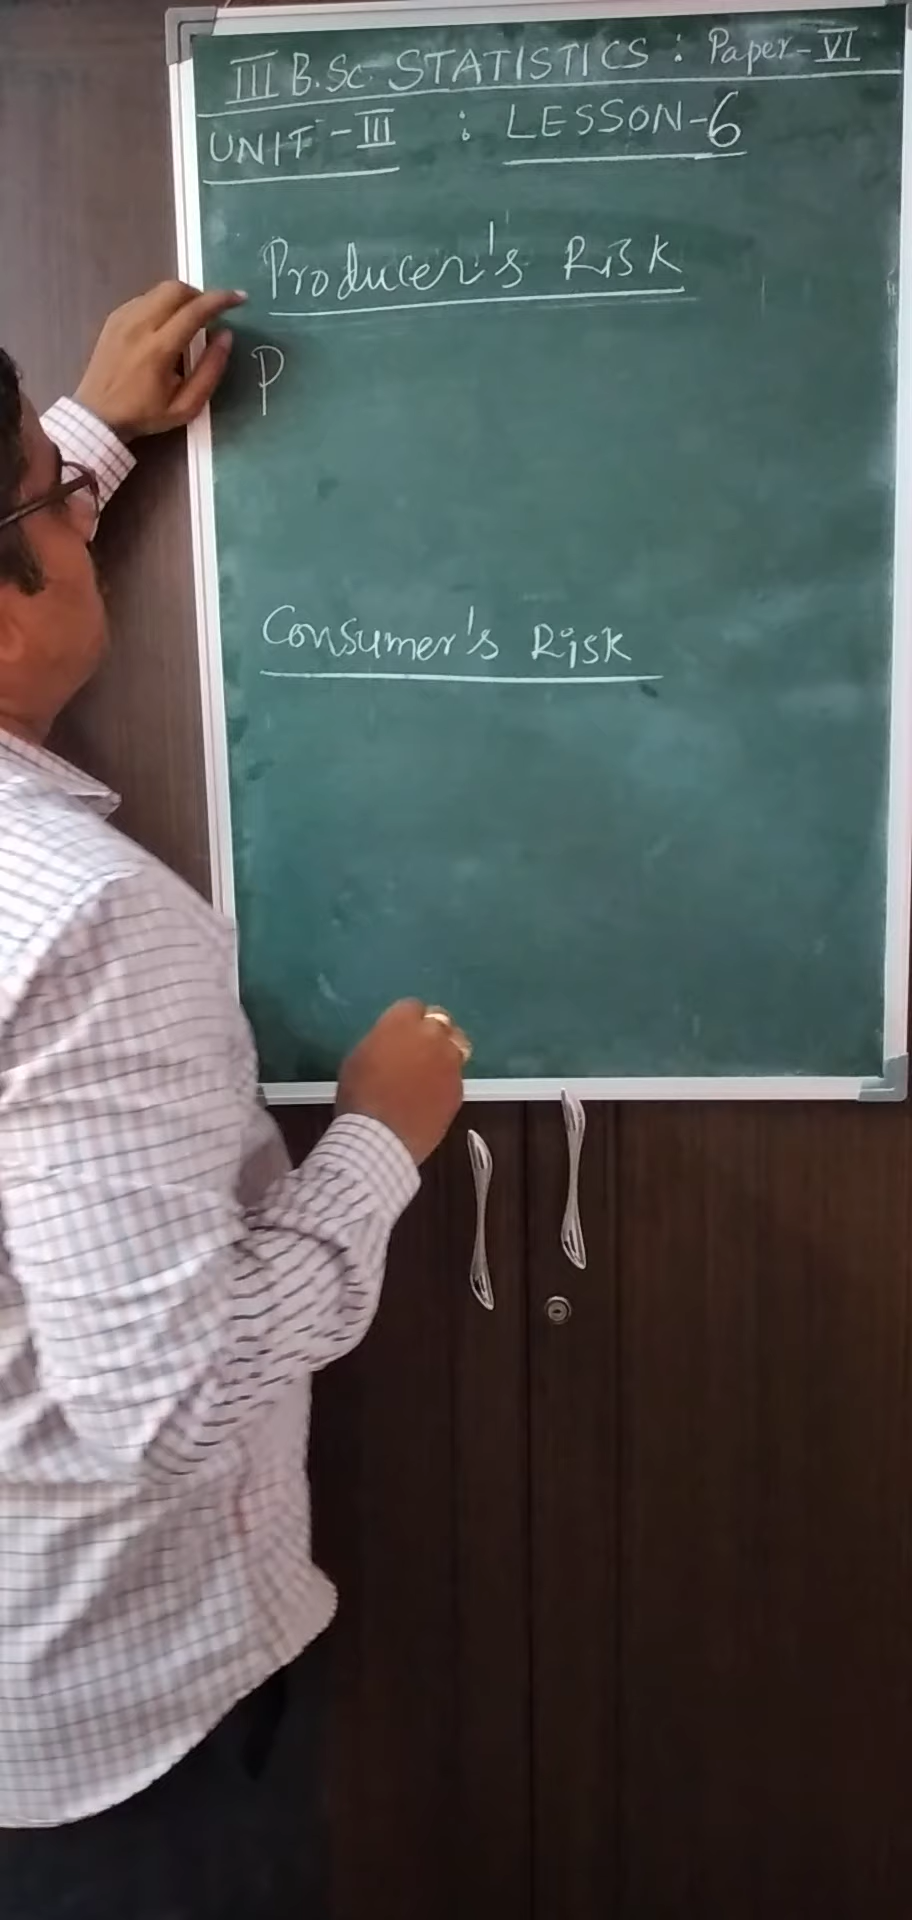 III B.Sc. STATISTICS : Paper-VI
UNIT-III : LESSON-6
Producer's Risk
P
Consumer's Risk